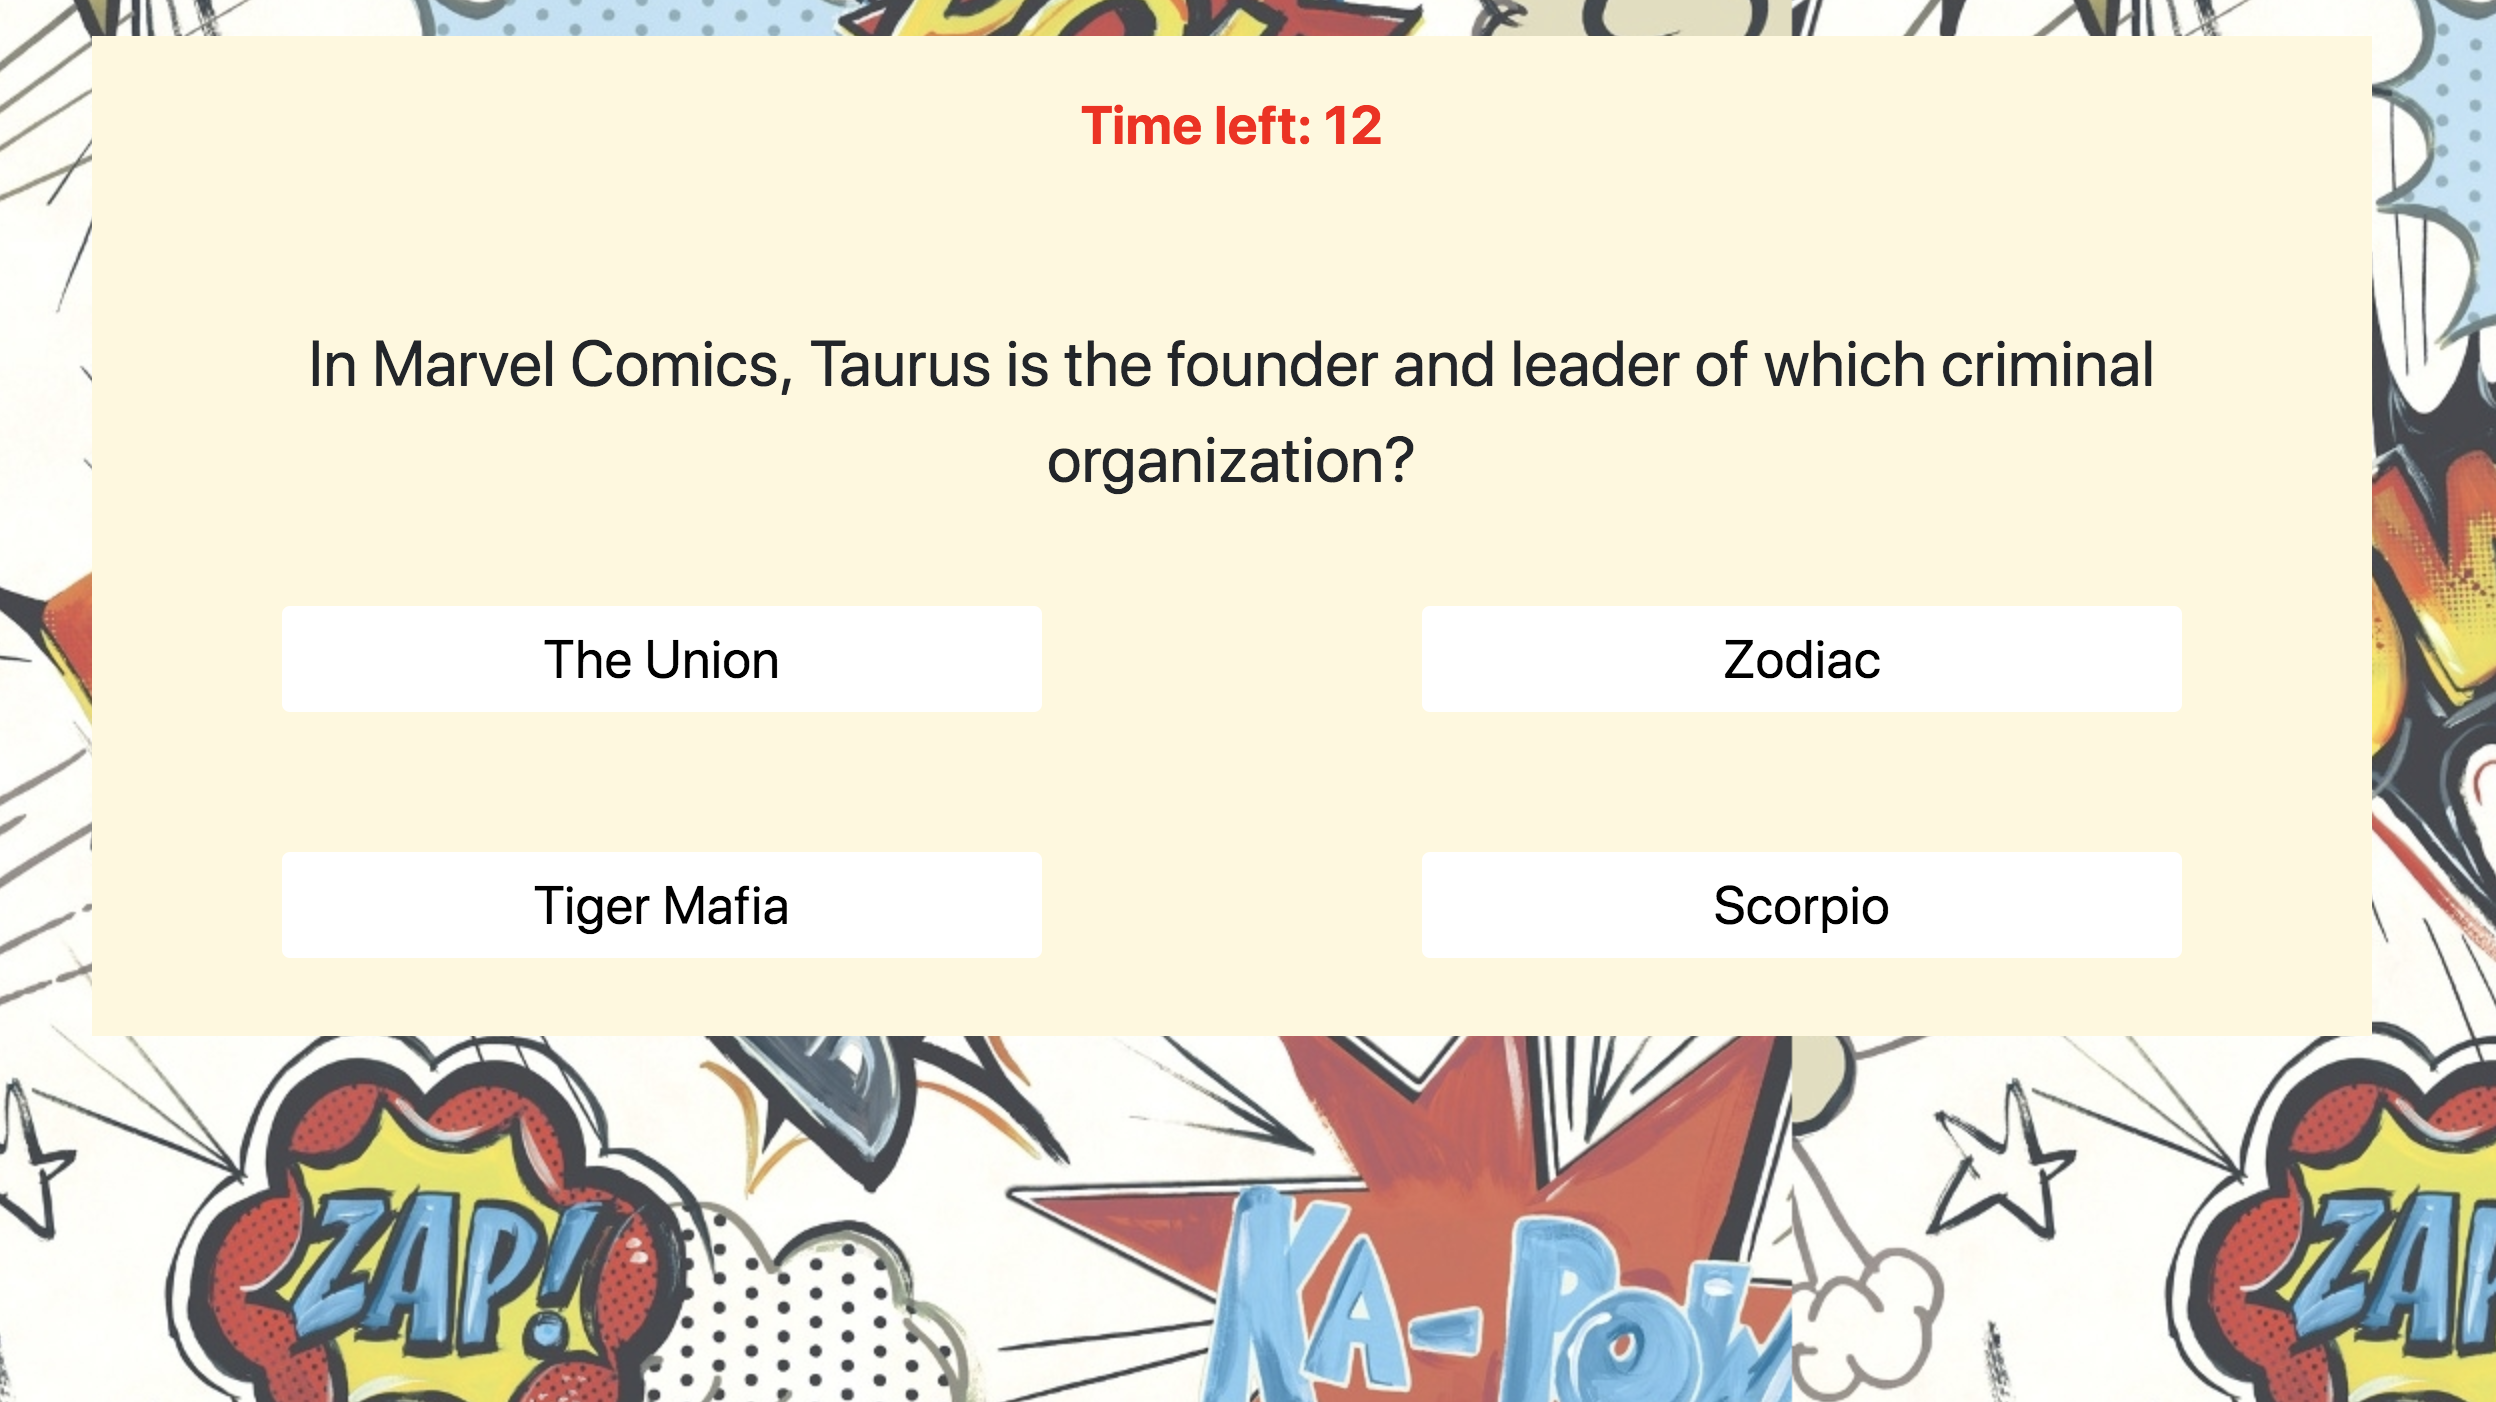 Time left: 12
In Marvel Comics, Taurus is the founder and leader of which criminal
organization?
The Union
Zodiac
Tiger Mafia
Scorpio
ZAP!
KA-POW
ZAP